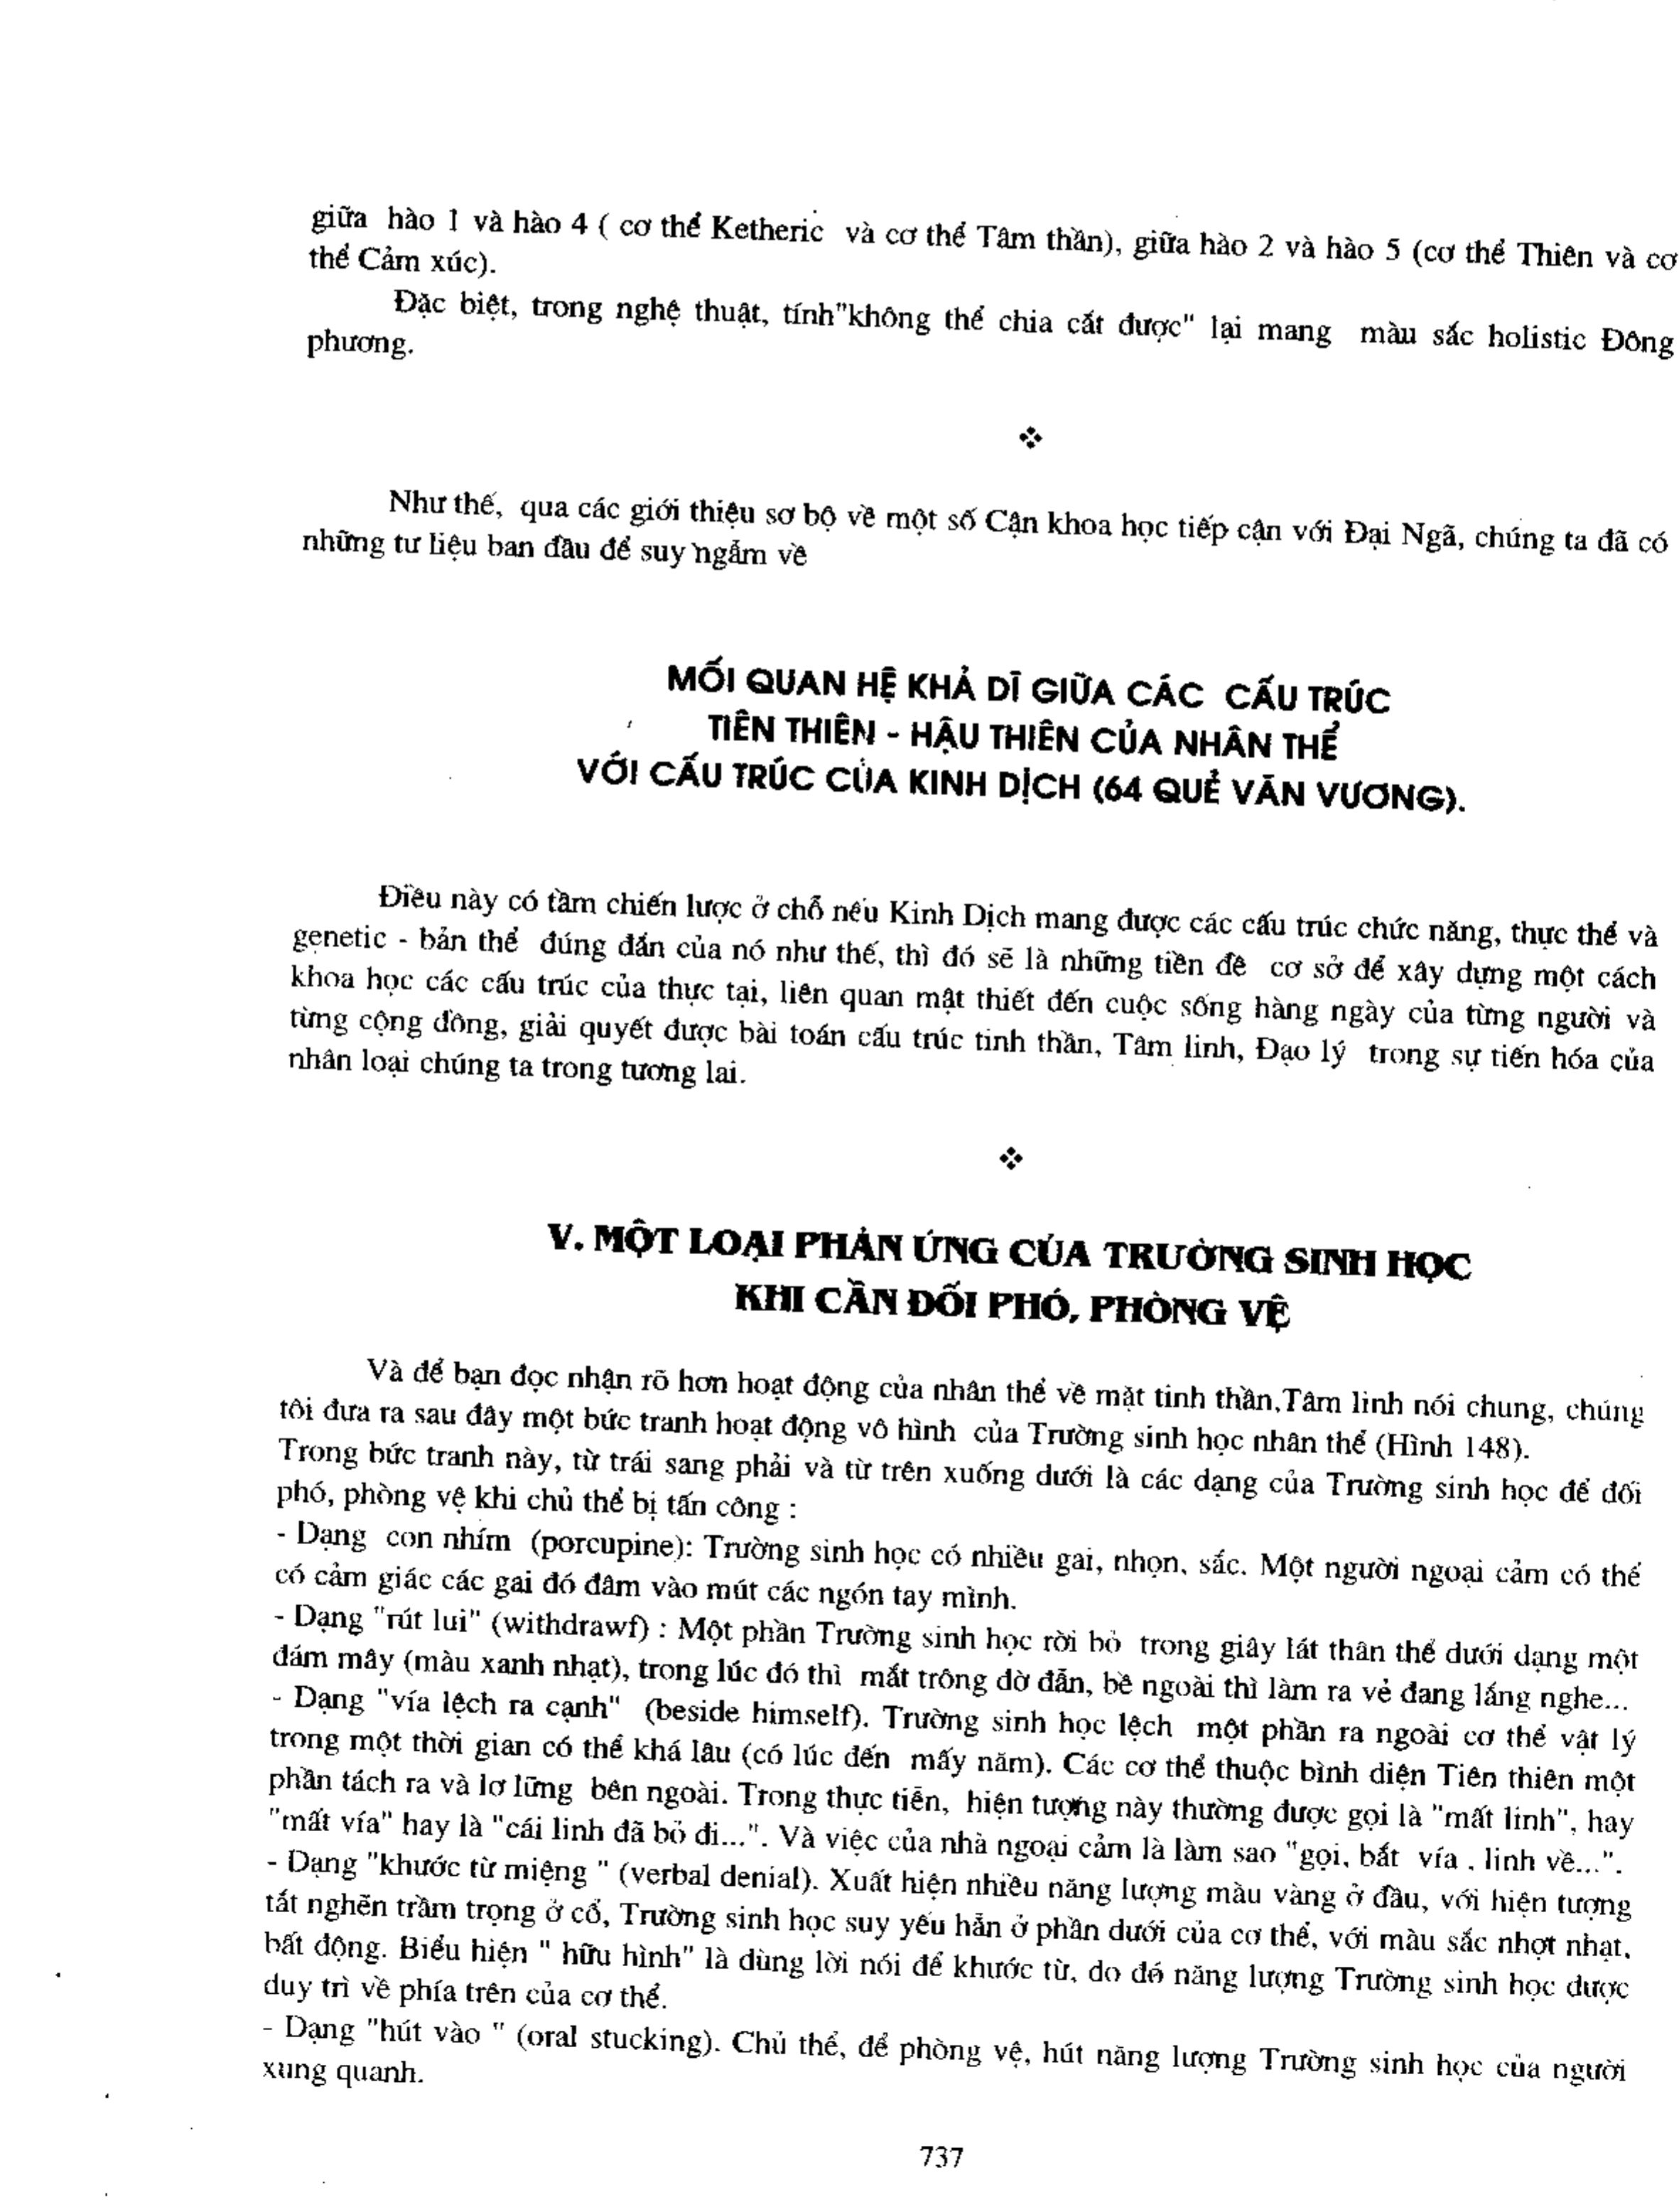 giữa hào 1 và hào 4 ( cơ thể Ketheric và cơ thể Tâm thần), giữa hào 2 và hào 5 (cơ thể Thiên và cơ
thể Cảm xúc).
Đặc biệt, trong nghệ thuật, tính"không thể chia cắt được" lại mang màu sắc holistic Đông
phương.
❖
Như thế, qua các giới thiệu sơ bộ về một số Cận khoa học tiếp cận với Đại Ngã, chúng ta đã có
những tư liệu ban đầu để suy ngẫm về
MỐI QUAN HỆ KHẢ DĨ GIỮA CÁC CẤU TRÚC
TIÊN THIÊN - HẬU THIÊN CỦA NHÂN THỂ
VỚI CẤU TRÚC CỦA KINH DỊCH (64 QUẺ VĂN VƯƠNG).
Điều này có tầm chiến lược ở chỗ nếu Kinh Dịch mang được các cấu trúc chức năng, thực thể và
genetic - bản thể đúng đắn của nó như thế, thì đó sẽ là những tiền đề cơ sở để xây dựng một cách
khoa học các cấu trúc của thực tại, liên quan mật thiết đến cuộc sống hàng ngày của từng người và
từng cộng đồng, giải quyết được bài toán cấu trúc tinh thần, Tâm linh, Đạo lý trong sự tiến hóa của
nhân loại chúng ta trong tương lai.
❖
V. MỘT LOẠI PHẢN ỨNG CỦA TRƯỜNG SINH HỌC
KHI CẦN ĐỐI PHÓ, PHÒNG VỆ
Và để bạn đọc nhận rõ hơn hoạt động của nhân thể về mặt tinh thần,Tâm linh nói chung, chúng
tôi đưa ra sau đây một bức tranh hoạt động vô hình của Trường sinh học nhân thể (Hình 148).
Trong bức tranh này, từ trái sang phải và từ trên xuống dưới là các dạng của Trường sinh học để đối
phó, phòng vệ khi chủ thể bị tấn công :
- Dạng con nhím (porcupine): Trường sinh học có nhiều gai, nhọn, sắc. Một người ngoại cảm có thể
có cảm giác các gai đó đâm vào mút các ngón tay mình.
- Dạng "rút lui" (withdrawf) : Một phần Trường sinh học rời bỏ trong giây lát thân thể dưới dạng một
đám mây (màu xanh nhạt), trong lúc đó thì mắt trông đờ đẫn, bề ngoài thì làm ra vẻ đang lắng nghe...
- Dạng "vía lệch ra cạnh" (beside himself). Trường sinh học lệch một phần ra ngoài cơ thể vật lý
trong một thời gian có thể khá lâu (có lúc đến mấy năm). Các cơ thể thuộc bình diện Tiên thiên một
phần tách ra và lơ lửng bên ngoài. Trong thực tiễn, hiện tượng này thường được gọi là "mất linh", hay
"mất vía" hay là "cái linh đã bỏ đi...". Và việc của nhà ngoại cảm là làm sao "gọi, bắt vía , linh về...".
- Dạng "khước từ miệng " (verbal denial). Xuất hiện nhiều năng lượng màu vàng ở đầu, với hiện tượng
tắt nghẽn trầm trọng ở cổ, Trường sinh học suy yếu hẳn ở phần dưới của cơ thể, với màu sắc nhợt nhạt,
bất động. Biểu hiện " hữu hình" là dùng lời nói để khước từ, do đó năng lượng Trường sinh học được
duy trì về phía trên của cơ thể.
- Dạng "hút vào " (oral stucking). Chủ thể, để phòng vệ, hút năng lượng Trường sinh học của người
xung quanh.
737